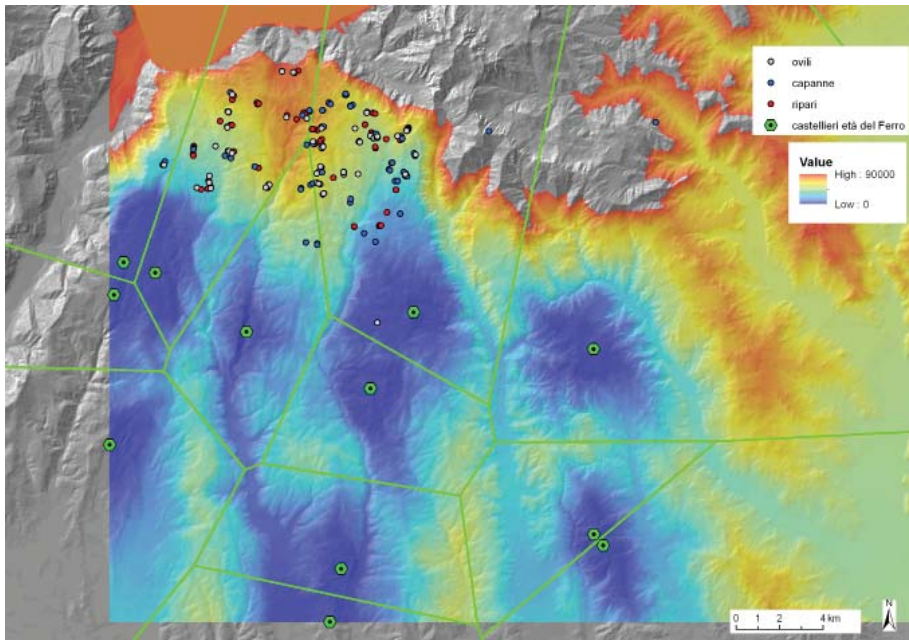 ovili
capanne
ripari
castellieri età del Ferro
Value
High : 90000
Low : 0
N
0 1 2 4 km